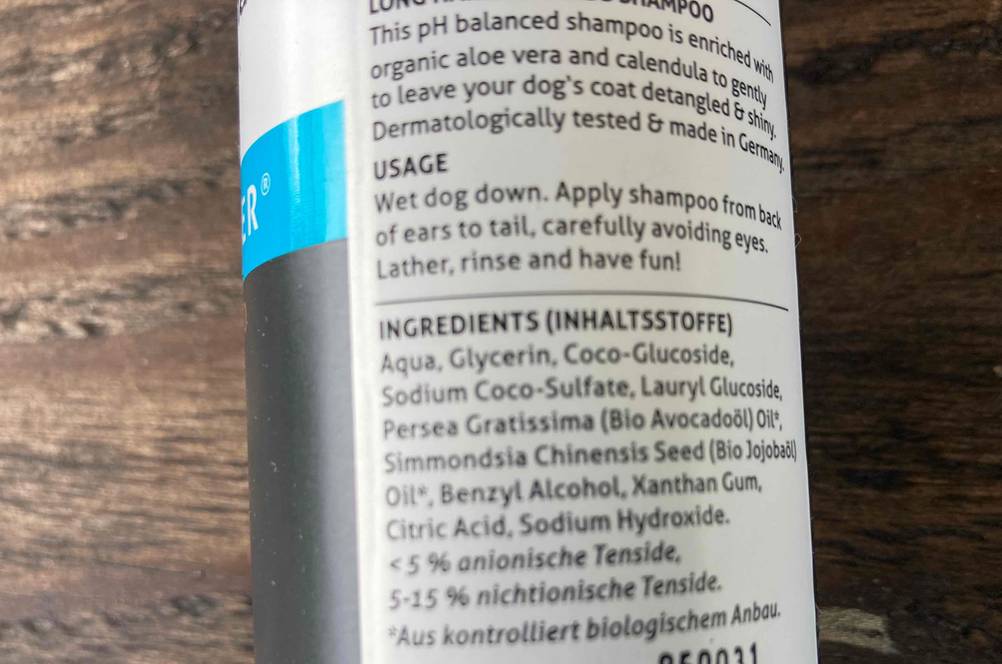 LONG SHAMPOO
This pH balanced shampoo is enriched with
organic aloe vera and calendula to gently
to leave your dog's coat detangled & shiny.
Dermatologically tested & made in Germany.
USAGE
Wet dog down. Apply shampoo from back
of ears to tail, carefully avoiding eyes.
Lather, rinse and have fun!
ER®
INGREDIENTS (INHALTSSTOFFE)
Aqua, Glycerin, Coco-Glucoside,
Sodium Coco-Sulfate, Lauryl Glucoside,
Persea Gratissima (Bio Avocadoöl) Oil*,
Simmondsia Chinensis Seed (Bio Jojobaöl)
Oil*, Benzyl Alcohol, Xanthan Gum,
Citric Acid, Sodium Hydroxide.
<5 % anionische Tenside,
5-15 % nichtionische Tenside.
*Aus kontrolliert biologischem Anbau.